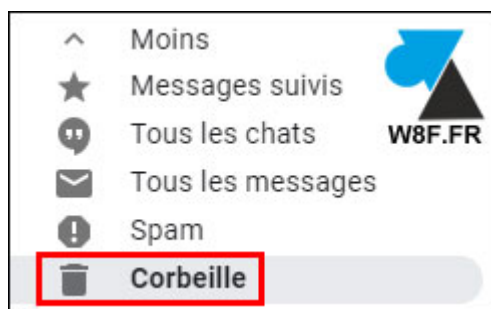 Moins
Messages suivis
Tous les chats
W8F.FR
Tous les messages
Spam
Corbeille